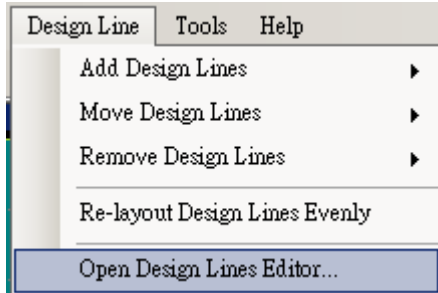 Design Line Tools Help
Add Design Lines
Move Design Lines
Remove Design Lines
Re-layout Design Lines Evenly
Open Design Lines Editor...